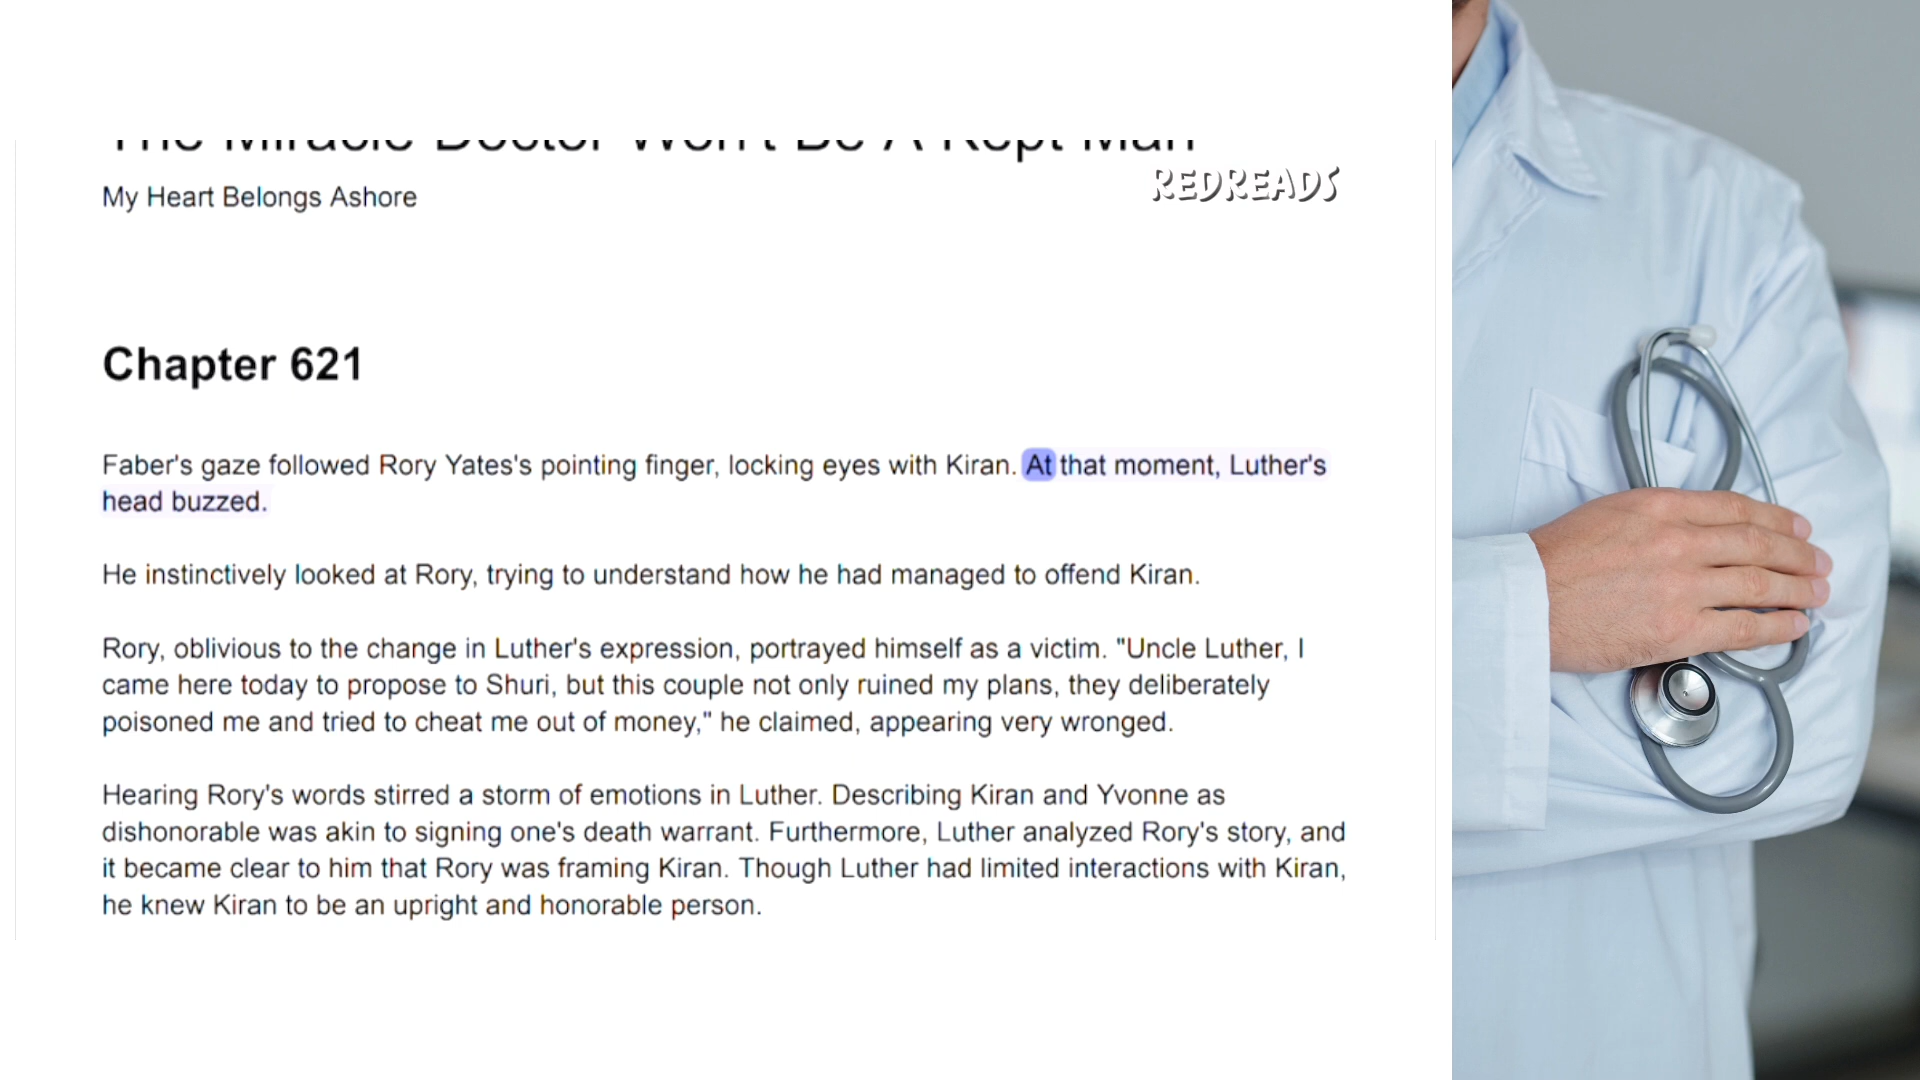 The Miracle Doctor Won't Be A Kept Man
REDREADS
My Heart Belongs Ashore
Chapter 621
Faber's gaze followed Rory Yates's pointing finger, locking eyes with Kiran. At that moment, Luther's
head buzzed.
He instinctively looked at Rory, trying to understand how he had managed to offend Kiran.
Rory, oblivious to the change in Luther's expression, portrayed himself as a victim. "Uncle Luther, I
came here today to propose to Shuri, but this couple not only ruined my plans, they deliberately
poisoned me and tried to cheat me out of money," he claimed, appearing very wronged.
Hearing Rory's words stirred a storm of emotions in Luther. Describing Kiran and Yvonne as
dishonorable was akin to signing one's death warrant. Furthermore, Luther analyzed Rory's story, and
it became clear to him that Rory was framing Kiran. Though Luther had limited interactions with Kiran,
he knew Kiran to be an upright and honorable person.